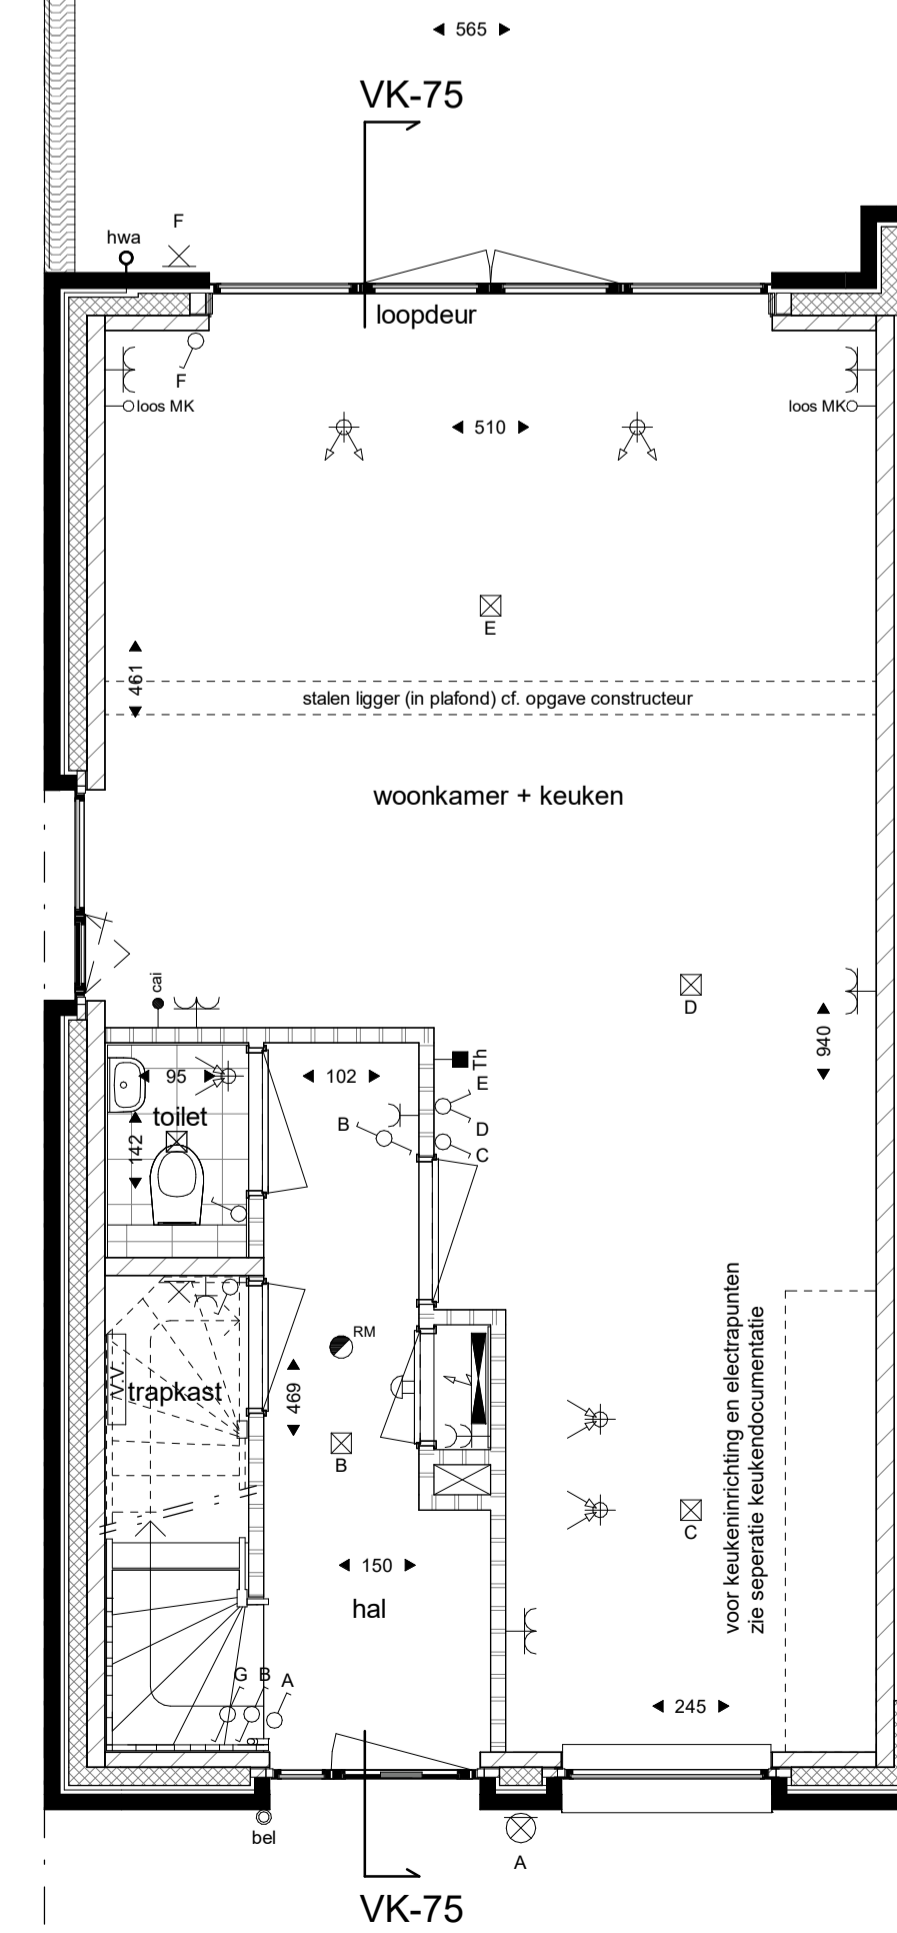 565
VK-75
F
hwa
loopdeur
F
loos MK
loos MK
510
E
461
stalen ligger (in plafond) cf. opgave constructeur
woonkamer + keuken
cai
D
940
Th
95
102
E
toilet
B
D
142
C
voor keukeninrichting en electrapunten
zie seperatie keukendocumentatie
RM
V.V.
trapkast
469
B
C
150
hal
G
B
A
245
bel
A
VK-75